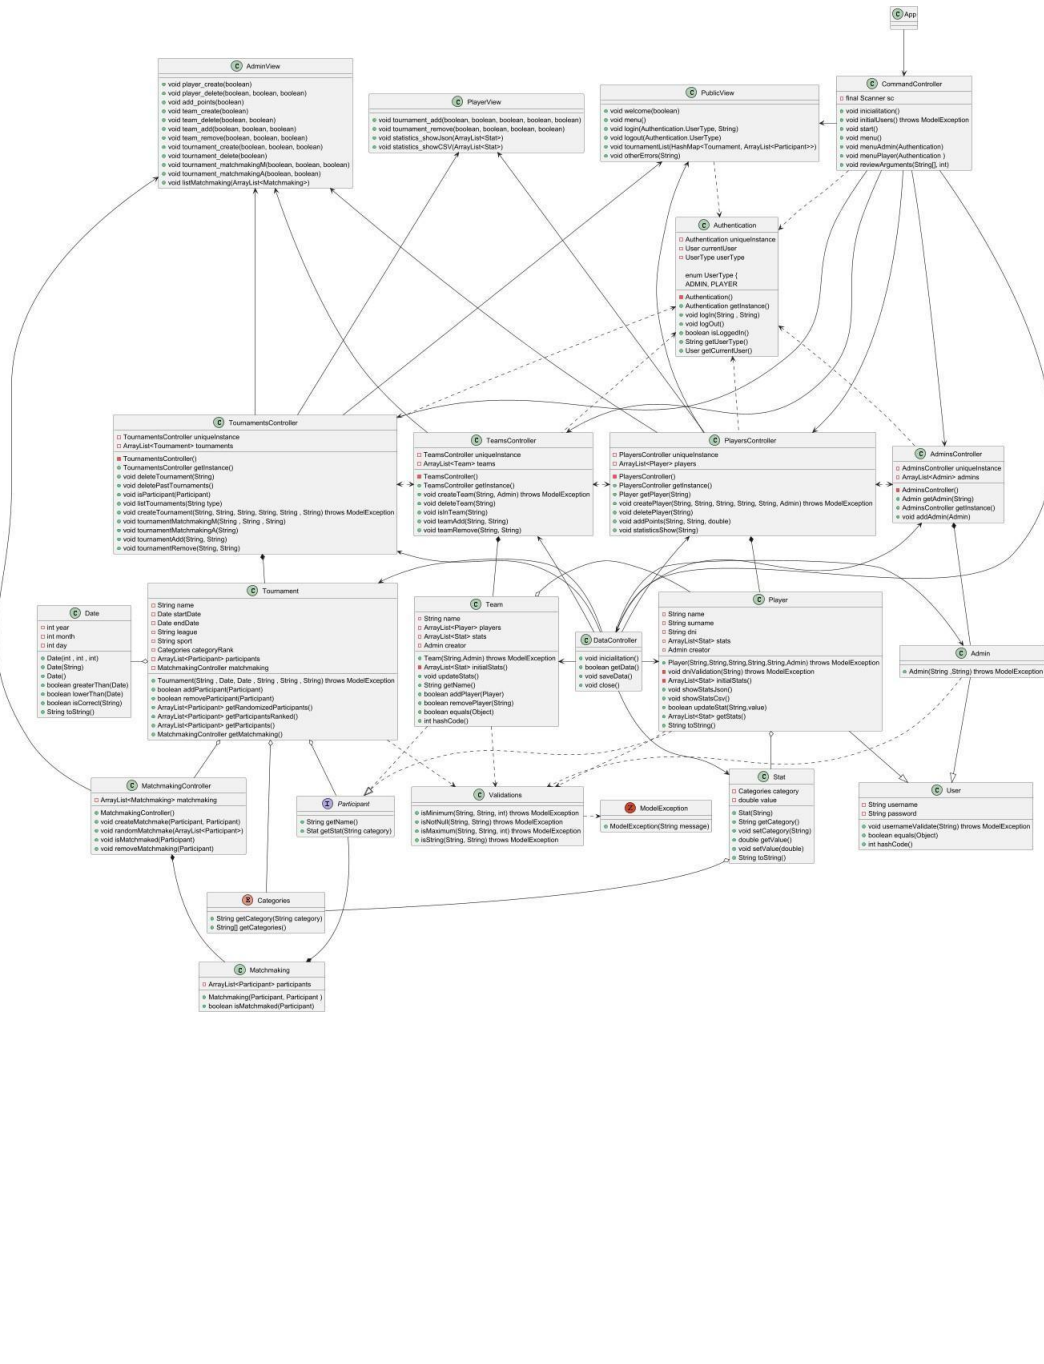 App
AdminView
void player_create(boolean)
void player_delete(boolean, boolean, boolean)
void add_points(boolean)
void team_create(boolean)
void team_delete(boolean, boolean)
void team_add(boolean, boolean, boolean)
void team_remove(boolean, boolean, boolean)
void tournament_create(boolean, boolean)
void tournament_delete(boolean)
void tournament_matchmakingM(boolean, boolean, boolean)
void tournament_matchmakingA(boolean, boolean)
void listMatchmaking(ArrayList<Matchmaking>)
PlayerView
void tournament_add(boolean, boolean, boolean, boolean, boolean)
void tournament_remove(boolean, boolean, boolean, boolean)
void statistics_showJson(ArrayList<Stat>)
void statistics_showCSV(ArrayList<Stat>)
PublicView
void welcome(boolean)
void menu()
void login(Authentication.UserType, String)
void logout(Authentication.UserType)
void tournamentList(HashMap<Tournament, ArrayList<Participant>>)
void otherErrors(String)
CommandController
final Scanner sc
void inicialitation()
void initialUsers() throws ModelException
void start()
void menu()
void menuAdmin(Authentication)
void menuPlayer(Authentication )
void reviewArguments(String[], int)
Authentication
Authentication uniqueInstance
User currentUser
UserType userType
enum UserType {
ADMIN, PLAYER
Authentication()
Authentication getInstance()
void logIn(String , String)
void logOut()
boolean isLoggedIn()
String getUserType()
User getCurrentUser()
TournamentsController
TournamentsController uniqueInstance
ArrayList<Tournament> tournaments
TournamentsController()
TournamentsController getInstance()
void deleteTournament(String)
void deletePastTournaments()
void isParticipant(Participant)
void listTournaments(String type)
void createTournament(String, String, String, String, String , String) throws ModelException
void tournamentMatchmakingM(String , String , String)
void tournamentMatchmakingA(String)
void tournamentAdd(String, String)
void tournamentRemove(String, String)
TeamsController
TeamsController uniqueInstance
ArrayList<Team> teams
TeamsController()
TeamsController getInstance()
void createTeam(String, Admin) throws ModelException
void deleteTeam(String)
void isInTeam(String)
void teamAdd(String, String)
void teamRemove(String, String)
PlayersController
PlayersController uniqueInstance
ArrayList<Player> players
PlayersController()
PlayersController getInstance()
Player getPlayer(String)
void createPlayer(String, String, String, String, String, Admin) throws ModelException
void deletePlayer(String)
void addPoints(String, String, double)
void statisticsShow(String)
AdminsController
AdminsController uniqueInstance
ArrayList<Admin> admins
AdminsController()
Admin getAdmin(String)
AdminsController getInstance()
void addAdmin(Admin)
Date
int year
int month
int day
Date(int , int , int)
Date(String)
Date()
boolean greaterThan(Date)
boolean lowerThan(Date)
boolean isCorrect(String)
String toString()
Tournament
String name
Date startDate
Date endDate
String league
String sport
Categories categoryRank
ArrayList<Participant> participants
MatchmakingController matchmaking
Tournament(String , Date, Date , String , String , String) throws ModelException
boolean addParticipant(Participant)
boolean removeParticipant(Participant)
ArrayList<Participant> getRandomizedParticipants()
ArrayList<Participant> getParticipantsRanked()
ArrayList<Participant> getParticipants()
MatchmakingController getMatchmaking()
Team
String name
ArrayList<Player> players
ArrayList<Stat> stats
Admin creator
Team(String,Admin) throws ModelException
ArrayList<Stat> initialStats()
void updateStats()
String getName()
boolean addPlayer(Player)
boolean removePlayer(String)
boolean equals(Object)
int hashCode()
DataController
void inicialitation()
boolean getData()
void saveData()
void close()
Player
String name
String surname
String dni
ArrayList<Stat> stats
Admin creator
Player(String,String,String,String,String,Admin) throws ModelException
void dniValidation(String) throws ModelException
ArrayList<Stat> initialStats()
void showStatsJson()
void showStatsCsv()
boolean updateStat(String,value)
ArrayList<Stat> getStats()
String toString()
Admin
Admin(String ,String) throws ModelException
MatchmakingController
ArrayList<Matchmaking> matchmaking
MatchmakingController()
void createMatchmake(Participant, Participant)
void randomMatchmake(ArrayList<Participant>)
void isMatchmaked(Participant)
void removeMatchmaking(Participant)
Participant
String getName()
Stat getStat(String category)
Validations
isMinimum(String, String, int) throws ModelException
isNotNull(String, String) throws ModelException
isMaximum(String, String, int) throws ModelException
isString(String, String) throws ModelException
ModelException
ModelException(String message)
Stat
Categories category
double value
Stat(String)
String getCategory()
void setCategory(String)
double getValue()
void setValue(double)
String toString()
User
String username
String password
void usernameValidate(String) throws ModelException
boolean equals(Object)
int hashCode()
Categories
String getCategory(String category)
String[] getCategories()
Matchmaking
ArrayList<Participant> participants
Matchmaking(Participant, Participant )
boolean isMatchmaked(Participant)